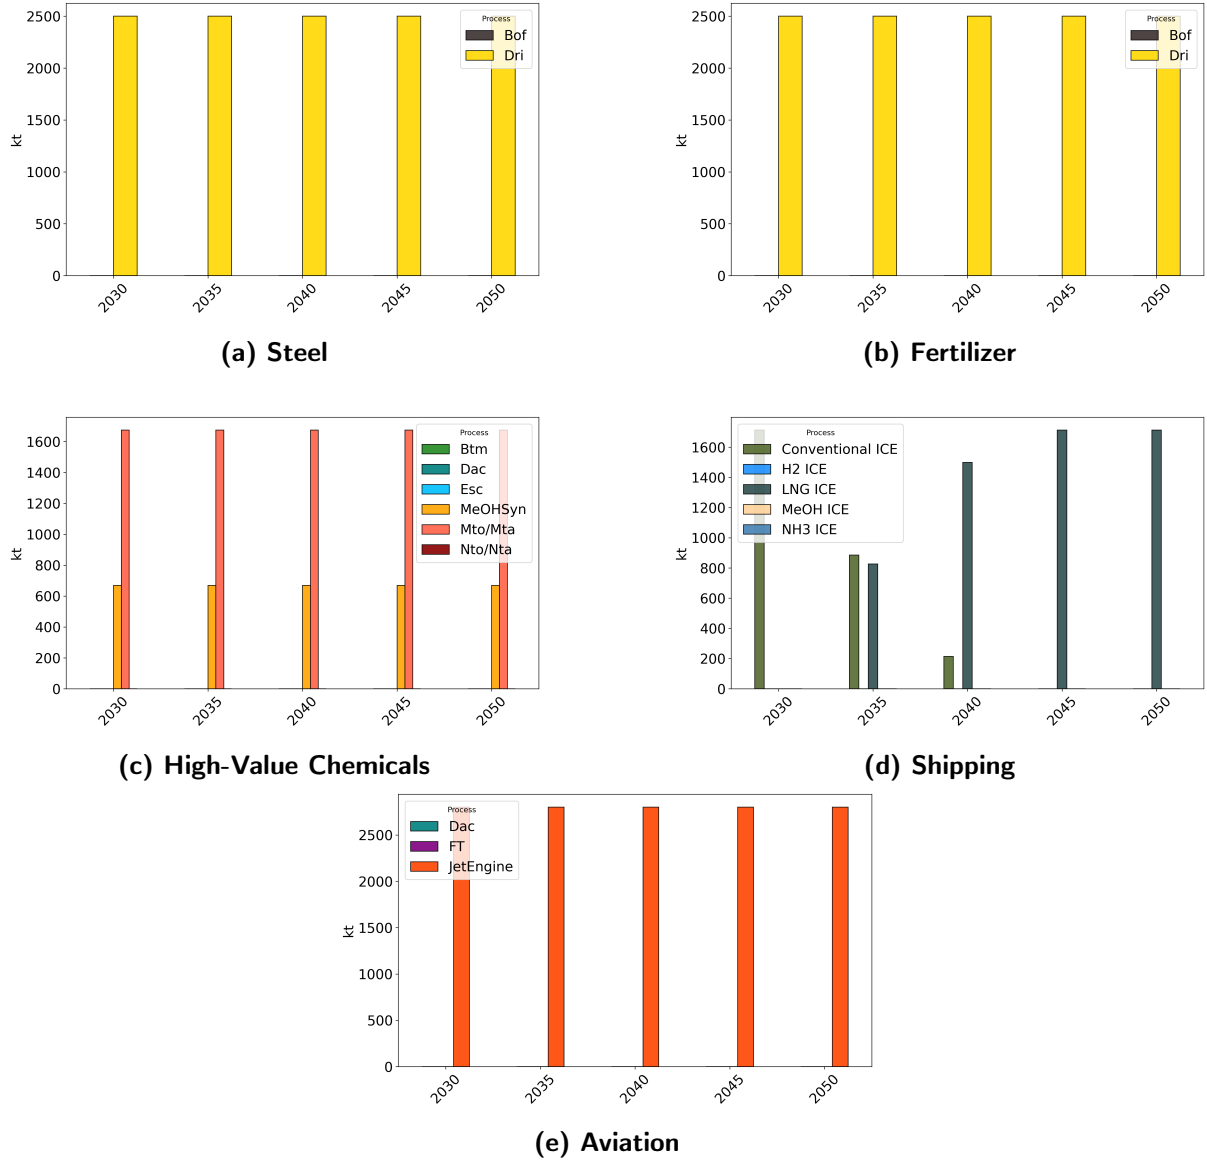 2500
2000
1500
1000
500
0
kt
Process
Bof
Dri
2030
2035
2040
2045
2050
(a) Steel
2500
2000
1500
1000
500
0
kt
Process
Bof
Dri
2030
2035
2040
2045
2050
(b) Fertilizer
1600
1400
1200
1000
800
600
400
200
0
kt
Process
Btm
Dac
Esc
MeOHSyn
Mto/Mta
Nto/Nta
2030
2035
2040
2045
2050
(c) High-Value Chemicals
1600
1400
1200
1000
800
600
400
200
0
kt
Process
Conventional ICE
H2 ICE
LNG ICE
MeOH ICE
NH3 ICE
2030
2035
2040
2045
2050
(d) Shipping
2500
2000
1500
1000
500
0
kt
Process
Dac
FT
JetEngine
2030
2035
2040
2045
2050
(e) Aviation